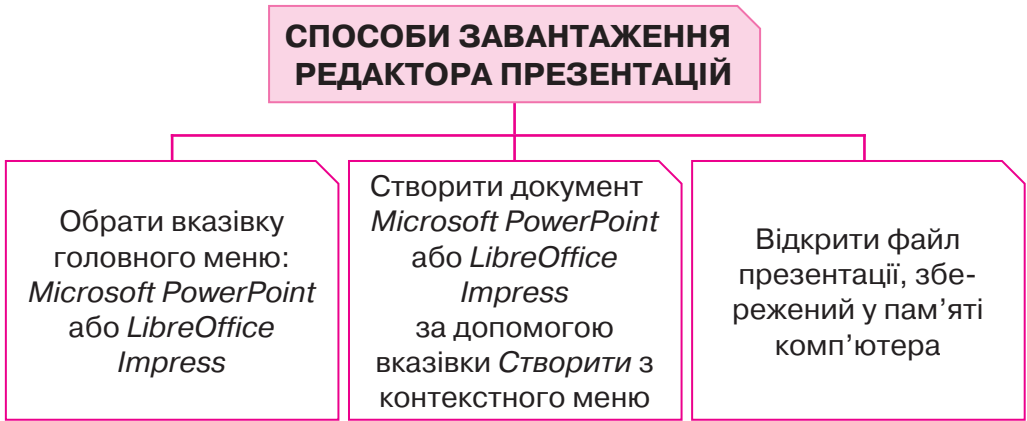 СПОСОБИ ЗАВАНТАЖЕННЯ
РЕДАКТОРА ПРЕЗЕНТАЦІЙ
Обрати вказівку
головного меню:
Microsoft PowerPoint
або LibreOffice
Impress
Створити документ
Microsoft PowerPoint
або LibreOffice
Impress
за допомогою
вказівки Створити з
контекстного меню
Відкрити файл
презентації, збе-
режений у пам’яті
комп’ютера